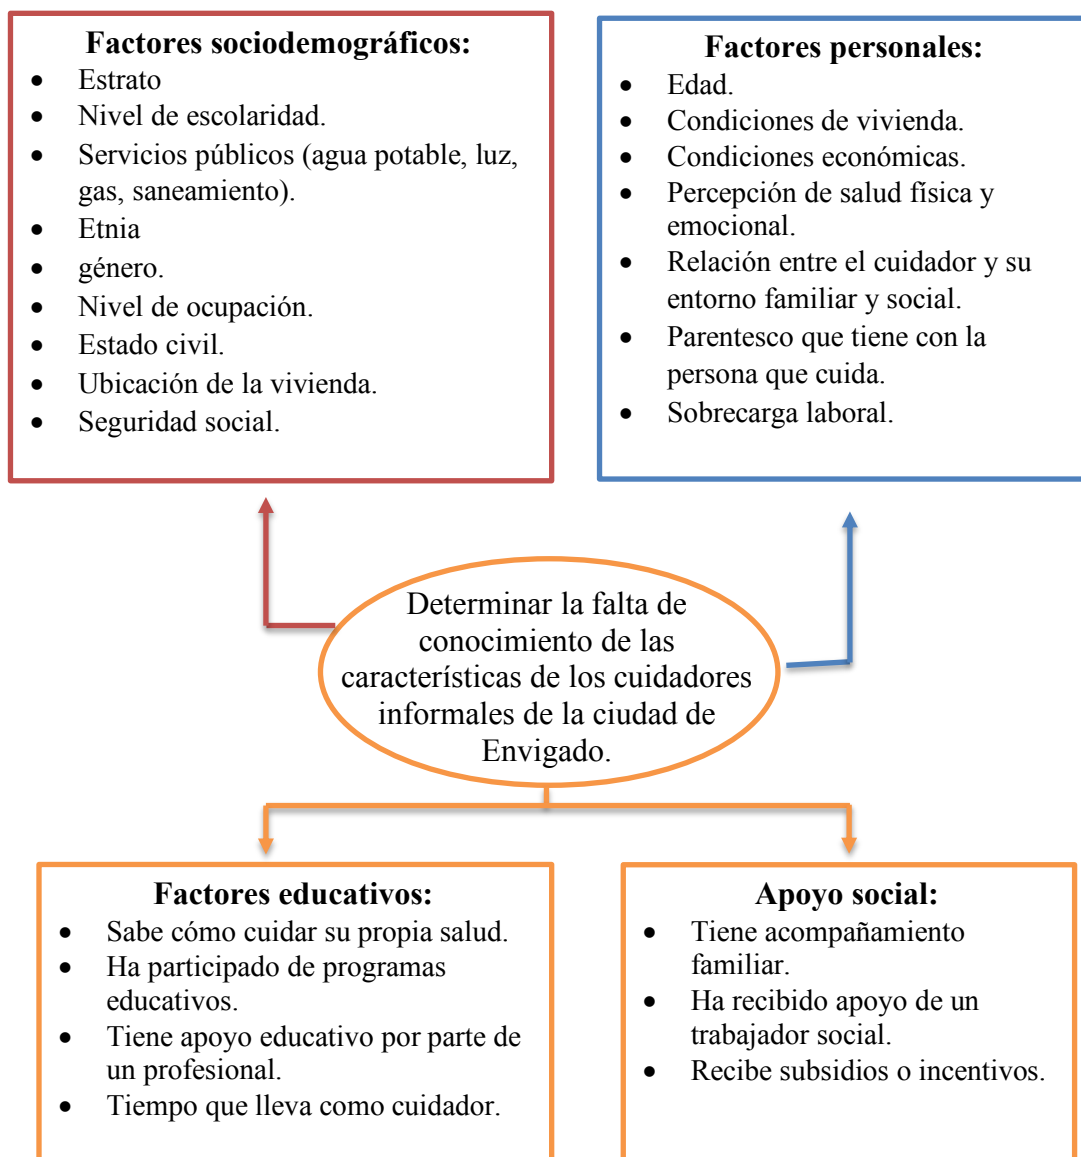 Factores sociodemográficos:
• Estrato
• Nivel de escolaridad.
• Servicios públicos (agua potable, luz,
gas, saneamiento).
• Etnia
• género.
• Nivel de ocupación.
• Estado civil.
• Ubicación de la vivienda.
• Seguridad social.
Factores personales:
• Edad.
• Condiciones de vivienda.
• Condiciones económicas.
• Percepción de salud física y
emocional.
• Relación entre el cuidador y su
entorno familiar y social.
• Parentesco que tiene con la
persona que cuida.
• Sobrecarga laboral.
Determinar la falta de
conocimiento de las
características de los cuidadores
informales de la ciudad de
Envigado.
Factores educativos:
• Sabe cómo cuidar su propia salud.
• Ha participado de programas
educativos.
• Tiene apoyo educativo por parte de
un profesional.
• Tiempo que lleva como cuidador.
Apoyo social:
• Tiene acompañamiento
familiar.
• Ha recibido apoyo de un
trabajador social.
• Recibe subsidios o incentivos.